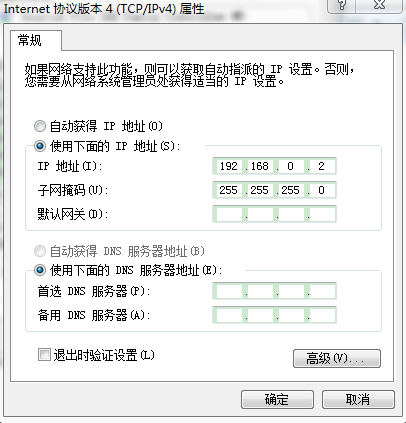 Internet 协议版本 4 (TCP/IPv4) 属性
常规
如果网络支持此功能，则可以获取自动指派的 IP 设置。否则，
您需要从网络系统管理员处获得适当的 IP 设置。
自动获得 IP 地址(O)
使用下面的 IP 地址(S):
IP 地址(I): 192 .168 . 0 . 2
子网掩码(U): 255 .255 .255 . 0
默认网关(D): . . .
自动获得 DNS 服务器地址(B)
使用下面的 DNS 服务器地址(E):
首选 DNS 服务器(P): . . .
备用 DNS 服务器(A): . . .
退出时验证设置(L)
高级(V)...
确定 取消